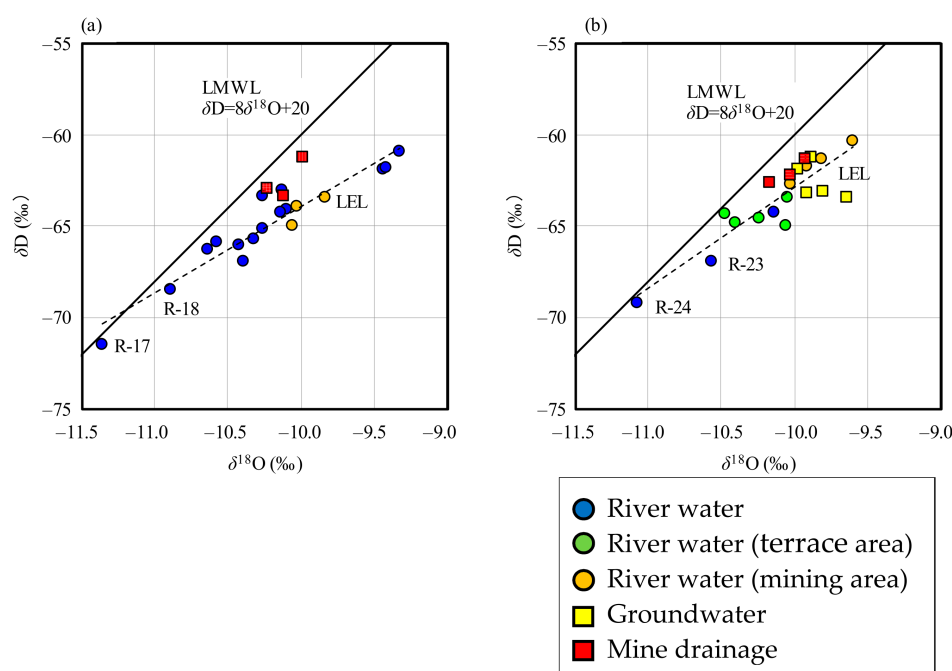 (a)
−55
−60
−65
−70
−75
δD (‰)
LMWL
δD=8δ¹⁸O+20
LEL
R-18
R-17
−11.5 −11.0 −10.5 −10.0 −9.5 −9.0
δ¹⁸O (‰)
(b)
−55
−60
−65
−70
−75
δD (‰)
LMWL
δD=8δ¹⁸O+20
LEL
R-23
R-24
−11.5 −11.0 −10.5 −10.0 −9.5 −9.0
δ¹⁸O (‰)
River water
River water (terrace area)
River water (mining area)
Groundwater
Mine drainage